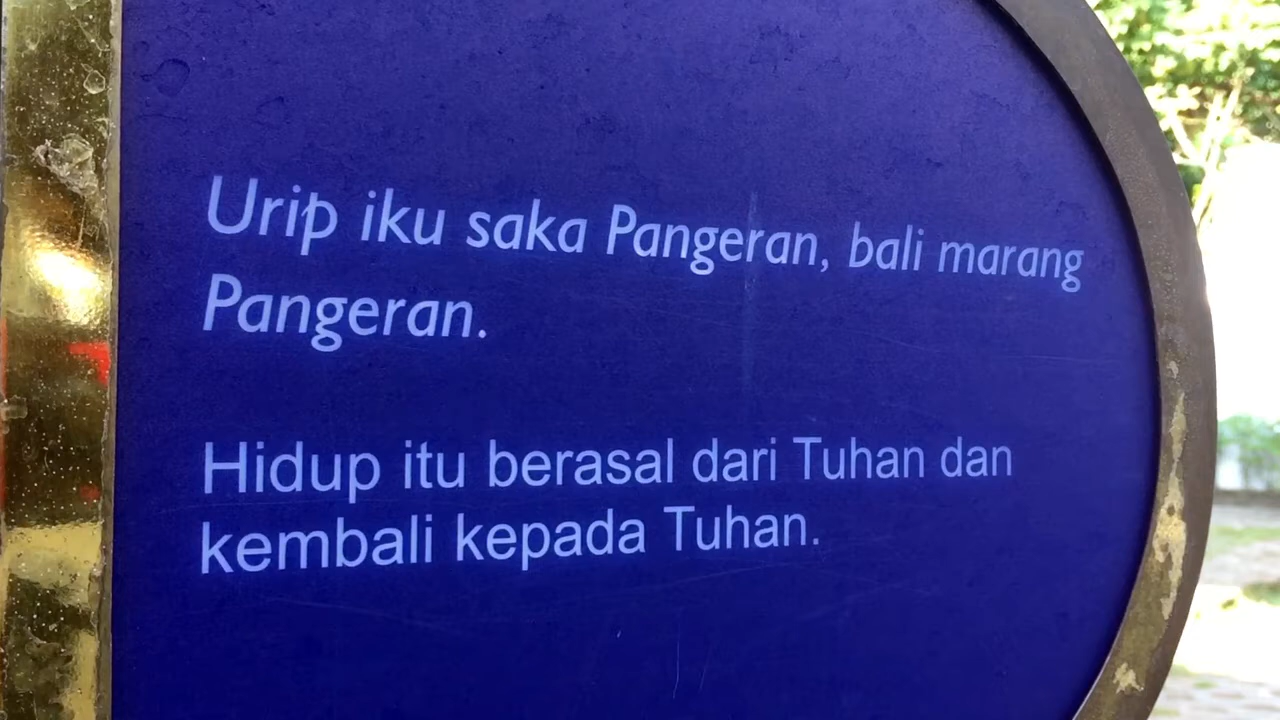 Urip iku saka Pangeran, bali marang
Pangeran.
Hidup itu berasal dari Tuhan dan
kembali kepada Tuhan.